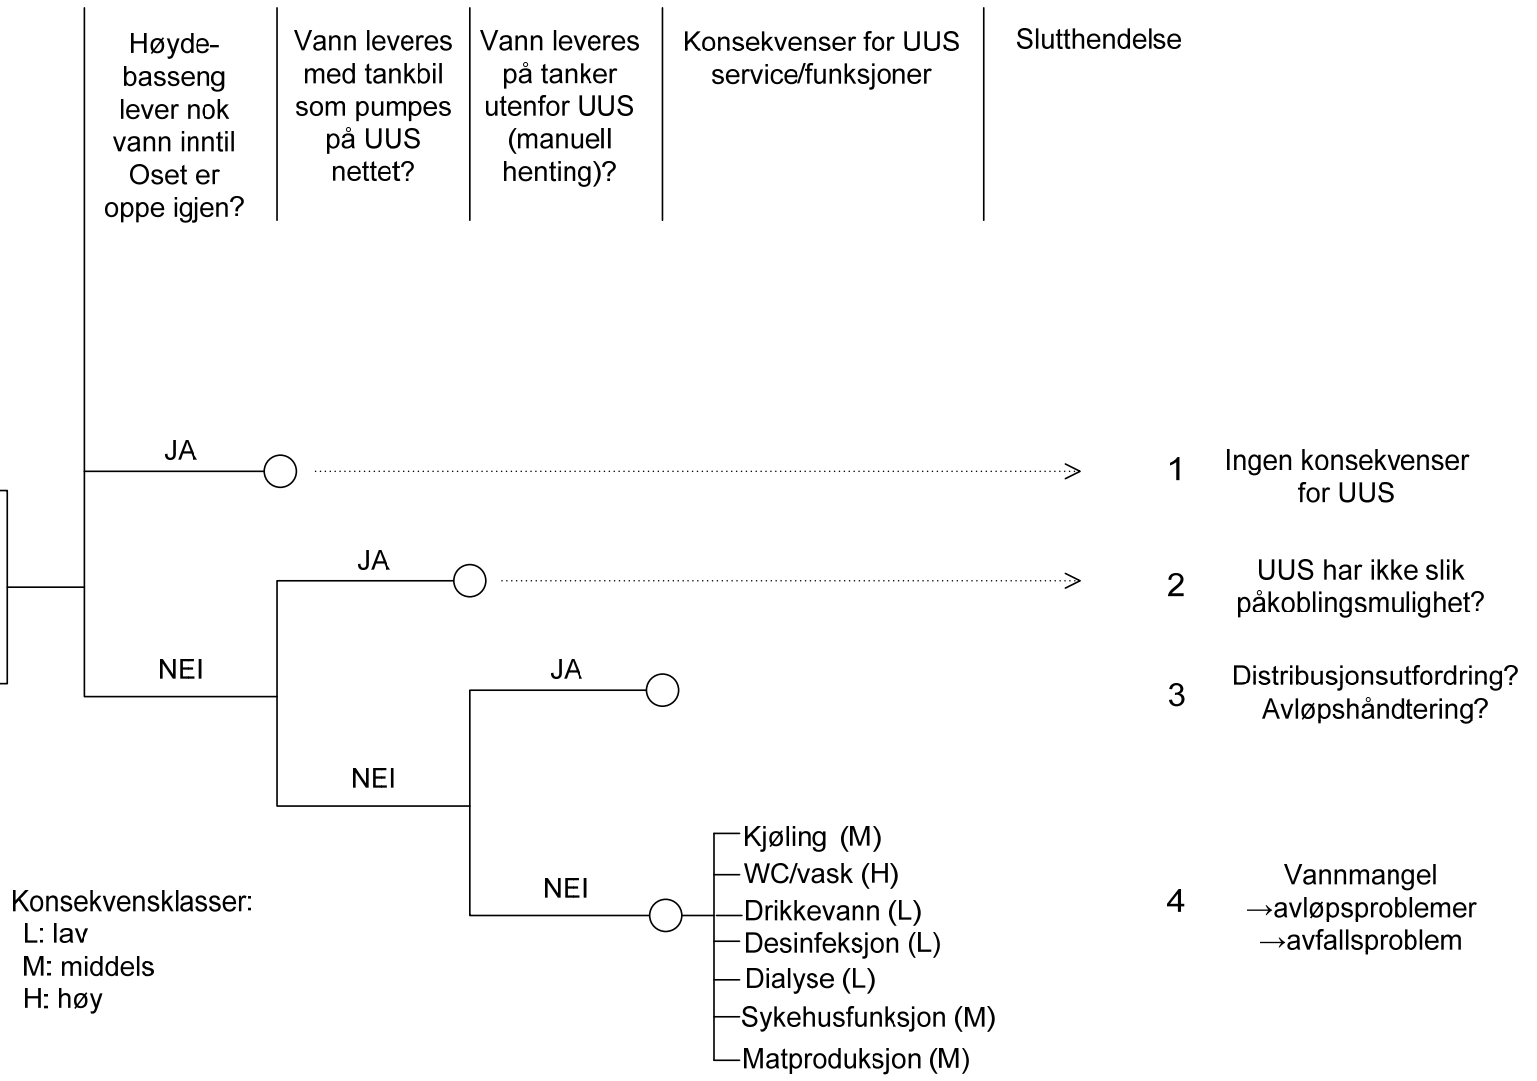 Høyde-
basseng
lever nok
vann inntil
Oset er
oppe igjen?
Vann leveres
med tankbil
som pumpes
på UUS
nettet?
Vann leveres
på tanker
utenfor UUS
(manuell
henting)?
Konsekvenser for UUS
service/funksjoner
Slutthendelse
JA
1
Ingen konsekvenser
for UUS
JA
2
UUS har ikke slik
påkoblingsmulighet?
NEI
JA
3
Distribusjonsutfordring?
Avløpshåndtering?
NEI
NEI
Kjøling (M)
WC/vask (H)
Drikkevann (L)
Desinfeksjon (L)
Dialyse (L)
Sykehusfunksjon (M)
Matproduksjon (M)
4
Vannmangel
→avløpsproblemer
→avfallsproblem
Konsekvensklasser:
L: lav
M: middels
H: høy